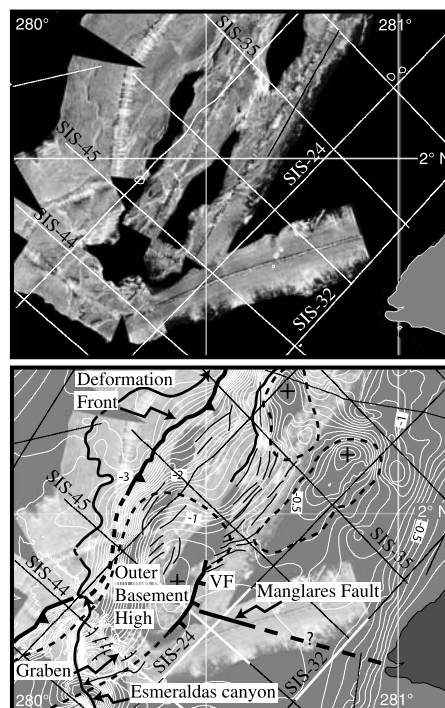 280°
281°
SIS-35
SIS-45
SIS-24
2° N
SIS-44
SIS-32
Deformation
Front
-1
-3
-2
-0.5
SIS-45
-1
-0.5
2° N
SIS-35
SIS-44
Outer
Basement
High
VF
Manglares Fault
SIS-24
?
Graben
SIS-32
280°
Esmeraldas canyon
281°